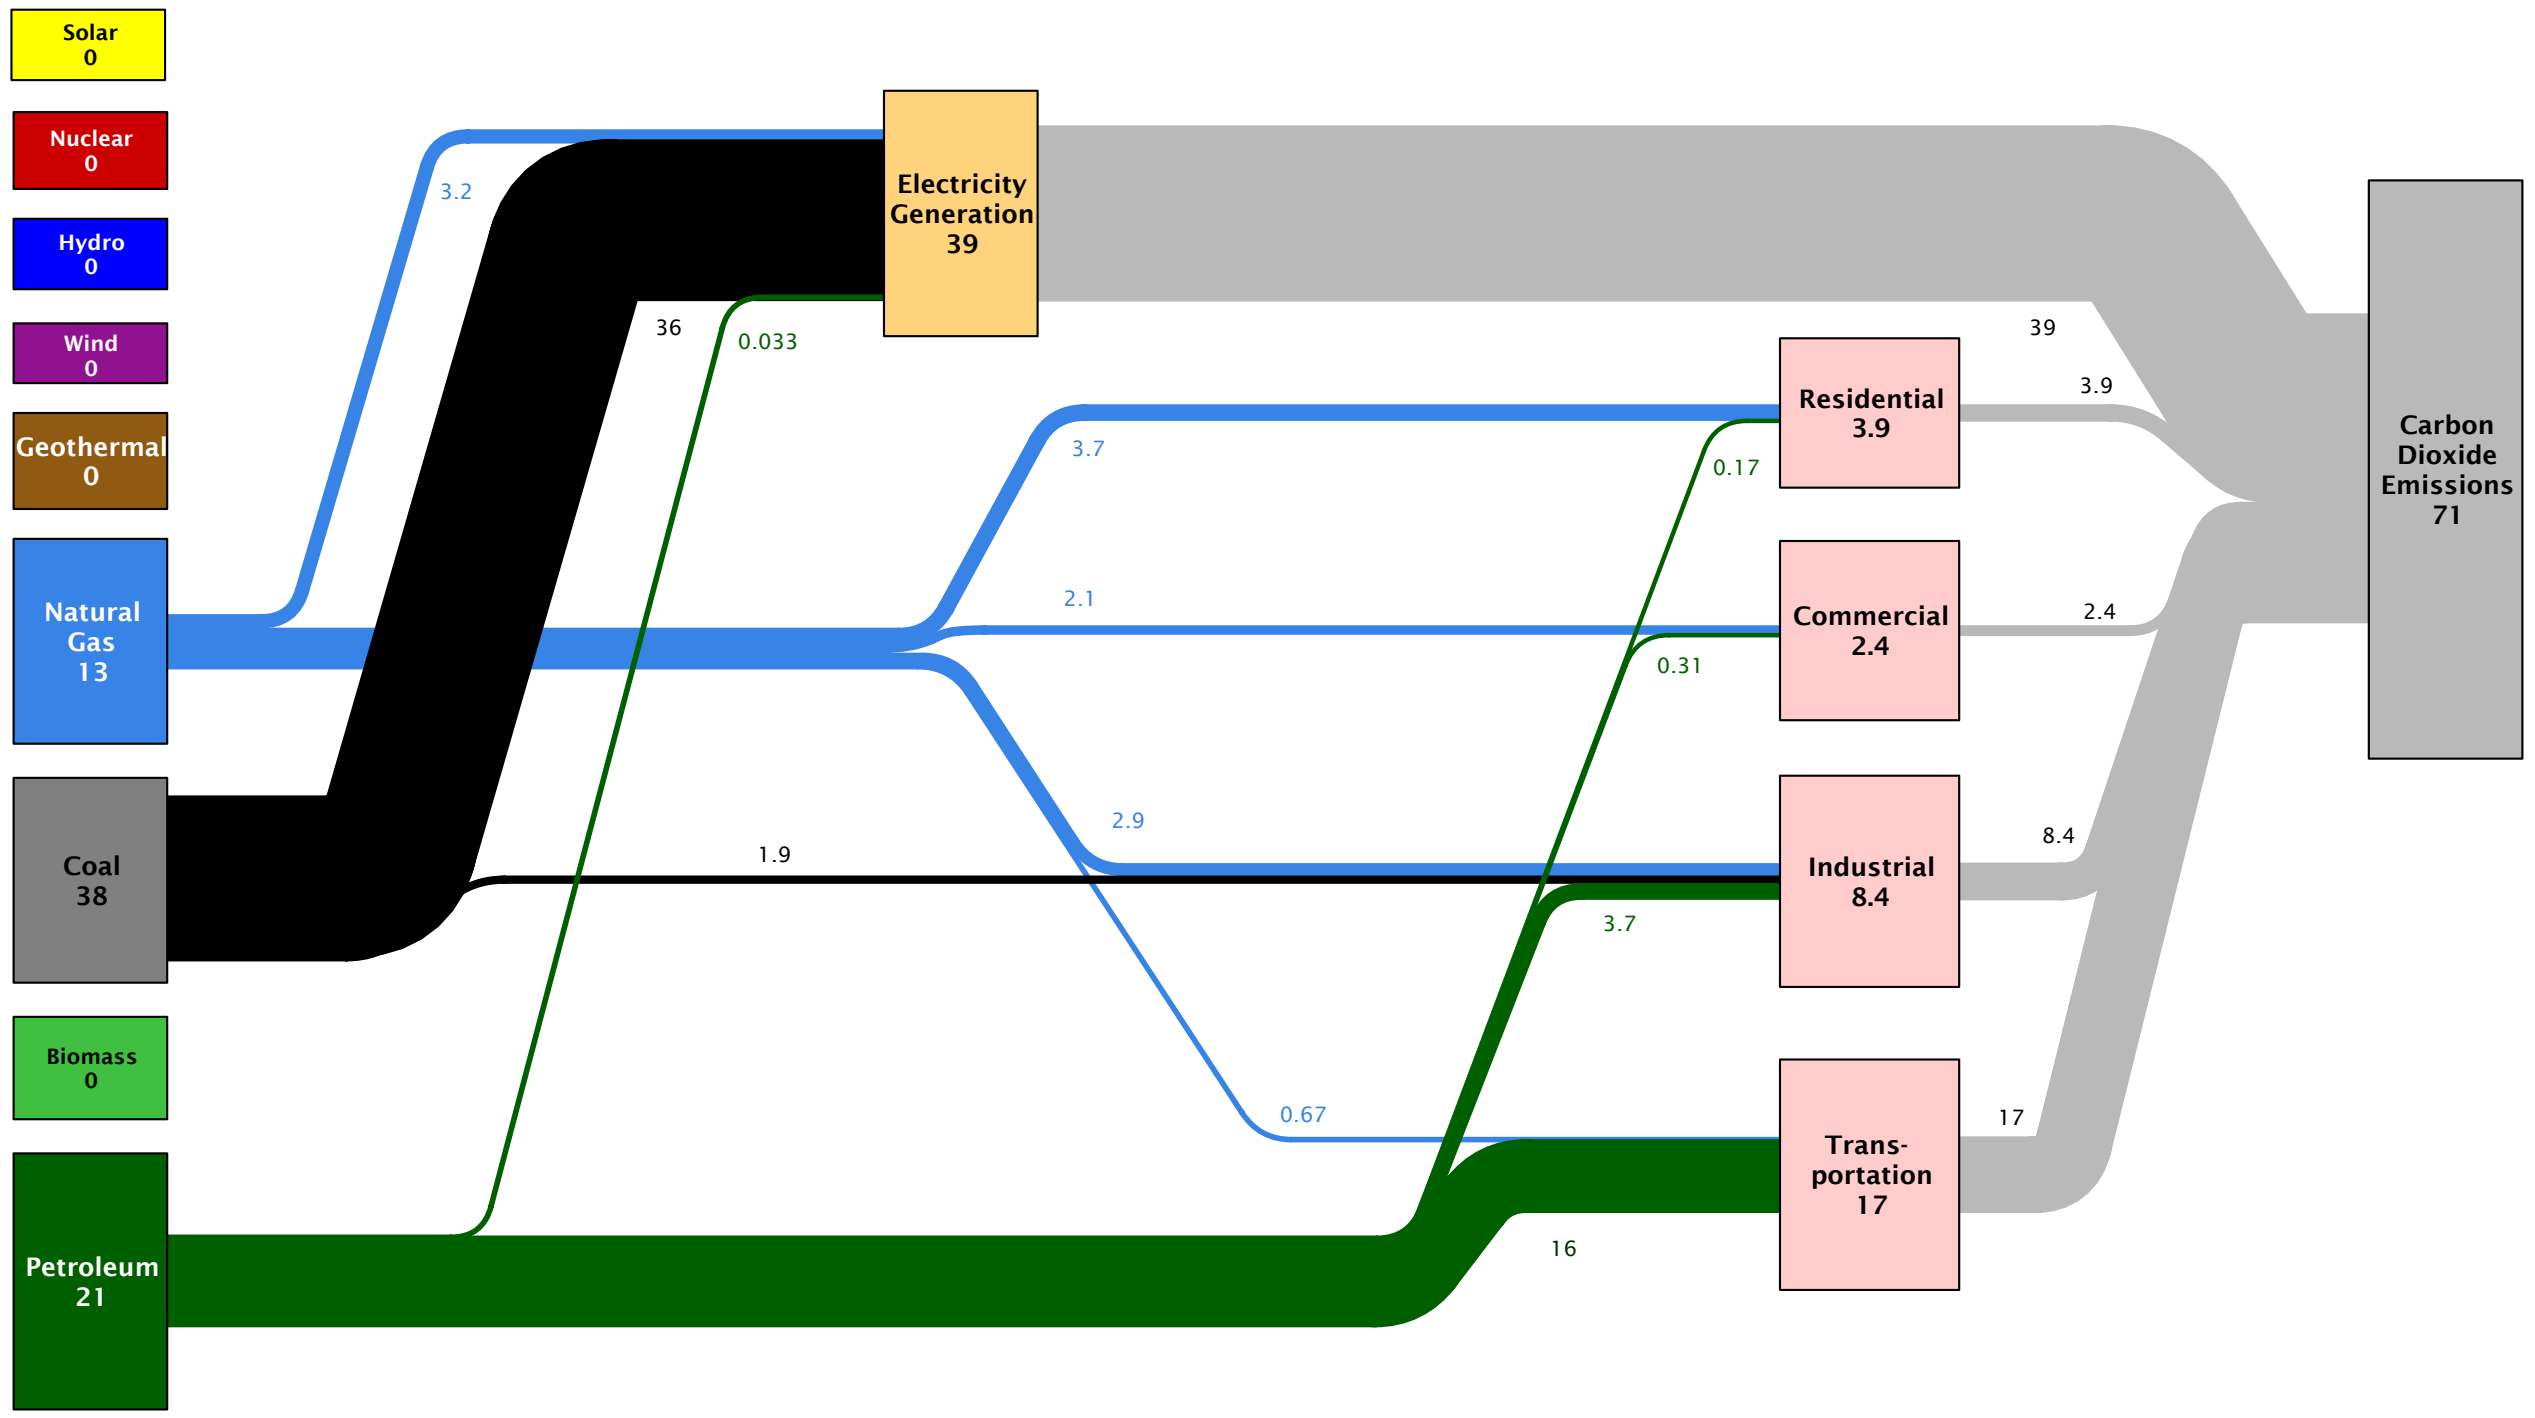 Solar
0
Nuclear
0
Hydro
0
Wind
0
Geothermal
0
Natural
Gas
13
Coal
38
Biomass
0
Petroleum
21
3.2
36
0.033
Electricity
Generation
39
3.7
2.1
2.9
1.9
0.67
0.17
0.31
3.7
16
Residential
3.9
Commercial
2.4
Industrial
8.4
Trans-
portation
17
39
3.9
2.4
8.4
17
Carbon
Dioxide
Emissions
71